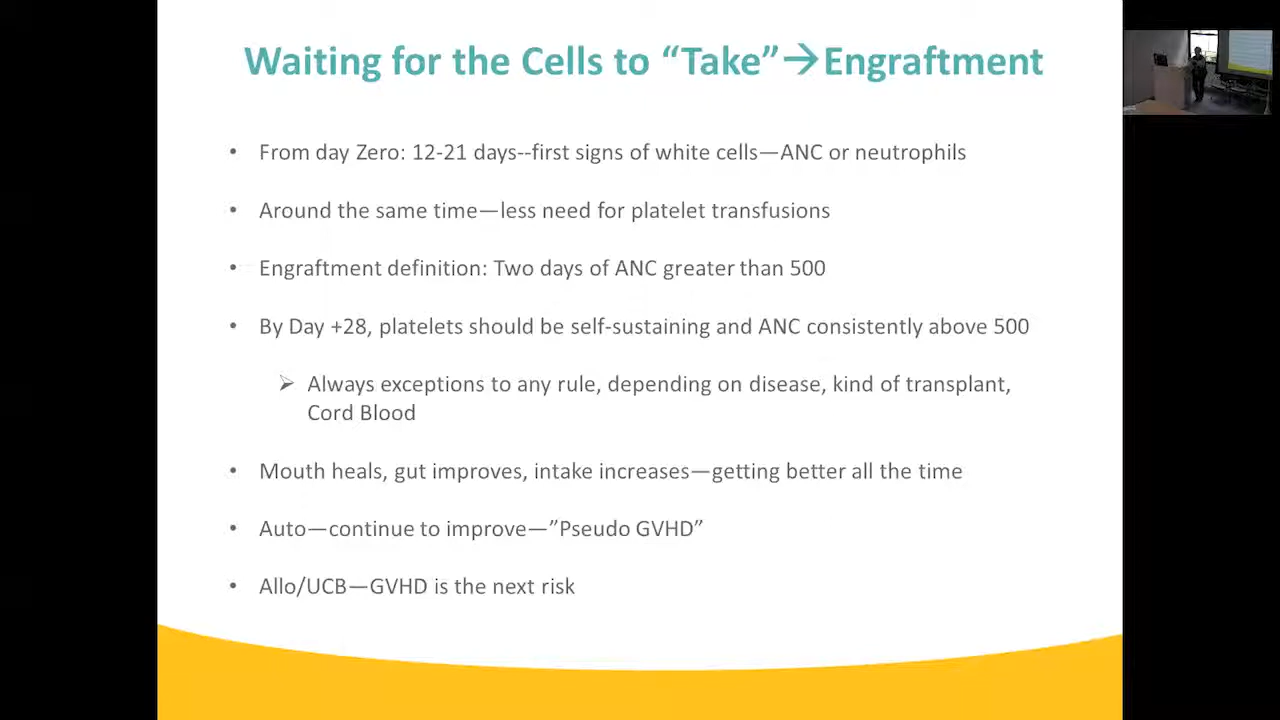 Waiting for the Cells to “Take”→Engraftment
• From day Zero: 12-21 days--first signs of white cells—ANC or neutrophils
• Around the same time—less need for platelet transfusions
• Engraftment definition: Two days of ANC greater than 500
• By Day +28, platelets should be self-sustaining and ANC consistently above 500
➢ Always exceptions to any rule, depending on disease, kind of transplant,
Cord Blood
• Mouth heals, gut improves, intake increases—getting better all the time
• Auto—continue to improve—”Pseudo GVHD”
• Allo/UCB—GVHD is the next risk